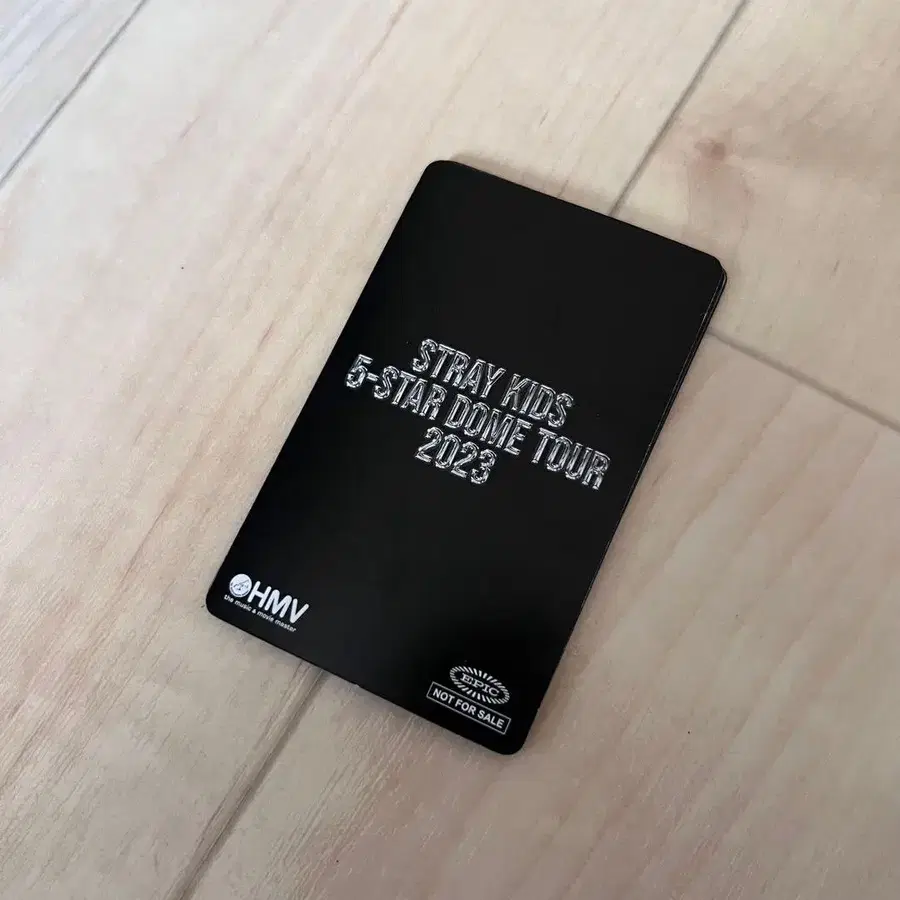 STRAY KIDS
5-STAR DOME TOUR
2023
HMV
the music & movie master
EPIC
NOT FOR SALE